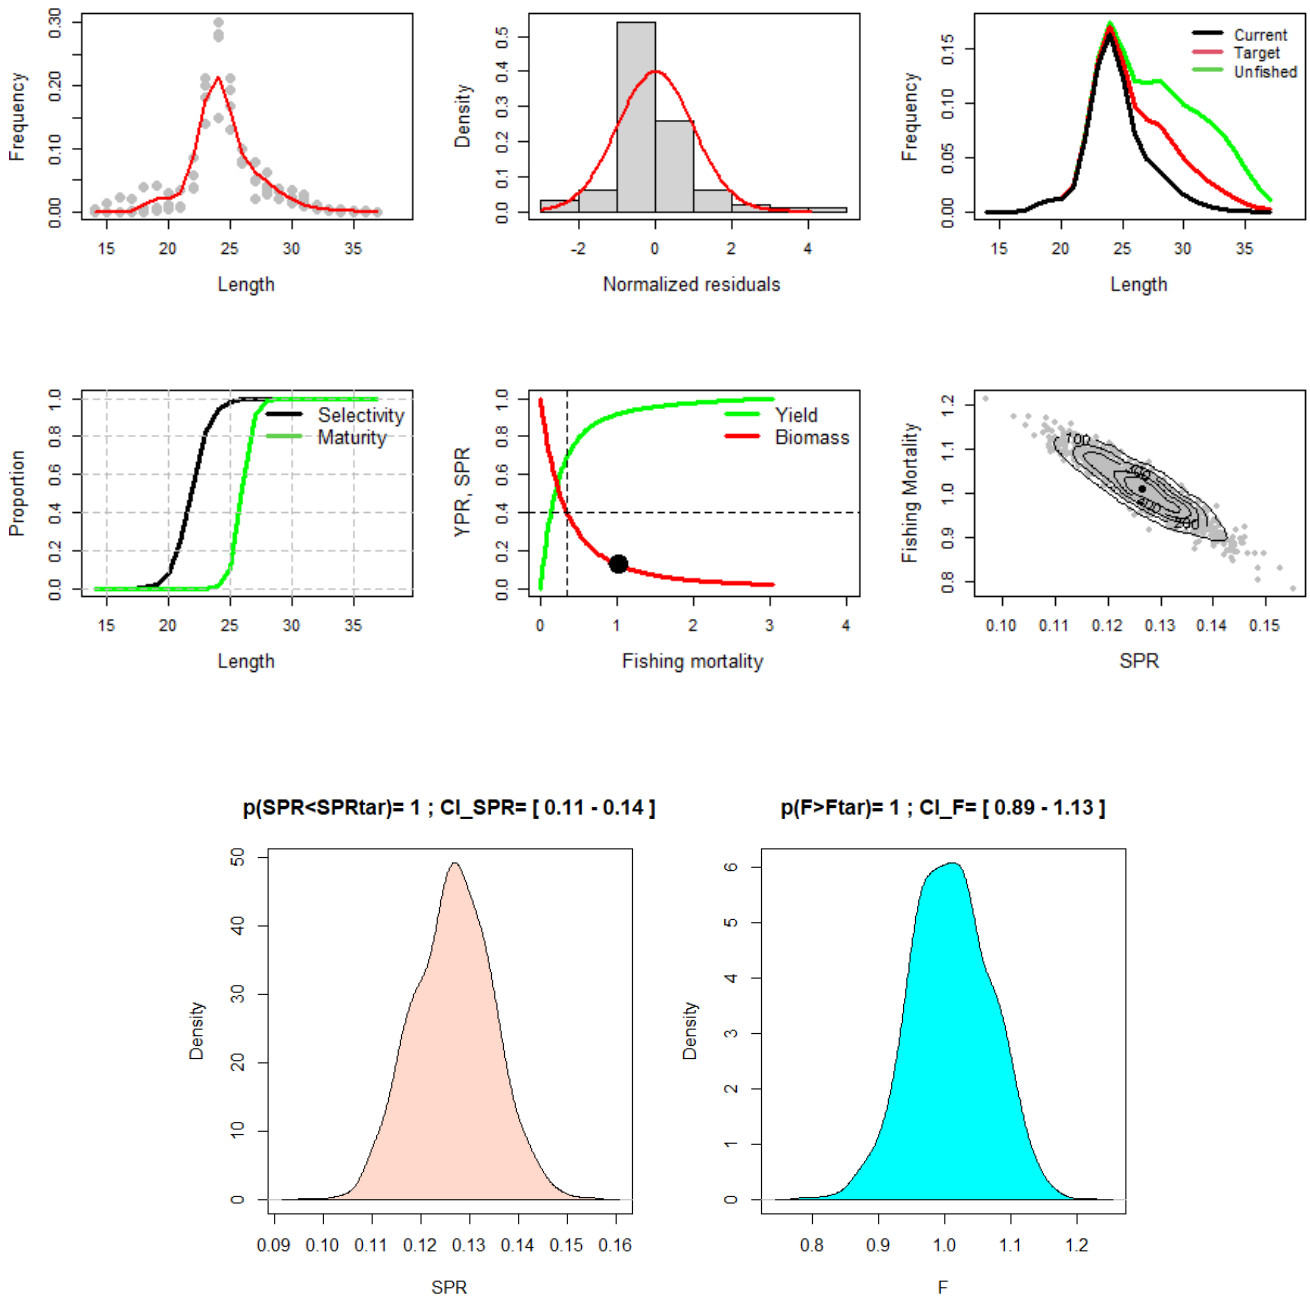 0.00 0.10 0.20 0.30
Frequency
15 20 25 30 35
Length
0.0 0.1 0.2 0.3 0.4 0.5
Density
-2 0 2 4
Normalized residuals
0.00 0.05 0.10 0.15
Frequency
Current
Target
Unfished
15 20 25 30 35
Length
0.0 0.2 0.4 0.6 0.8 1.0
Proportion
Selectivity
Maturity
15 20 25 30 35
Length
0.0 0.2 0.4 0.6 0.8 1.0
YPR, SPR
Yield
Biomass
0 1 2 3 4
Fishing mortality
0.8 0.9 1.0 1.1 1.2
Fishing Mortality
100
400
200
0.10 0.11 0.12 0.13 0.14 0.15
SPR
p(SPR<SPRtar)= 1 ; CI_SPR= [ 0.11 - 0.14 ]
0 10 20 30 40 50
Density
0.09 0.10 0.11 0.12 0.13 0.14 0.15 0.16
SPR
p(F>Ftar)= 1 ; CI_F= [ 0.89 - 1.13 ]
0 1 2 3 4 5 6
Density
0.8 0.9 1.0 1.1 1.2
F